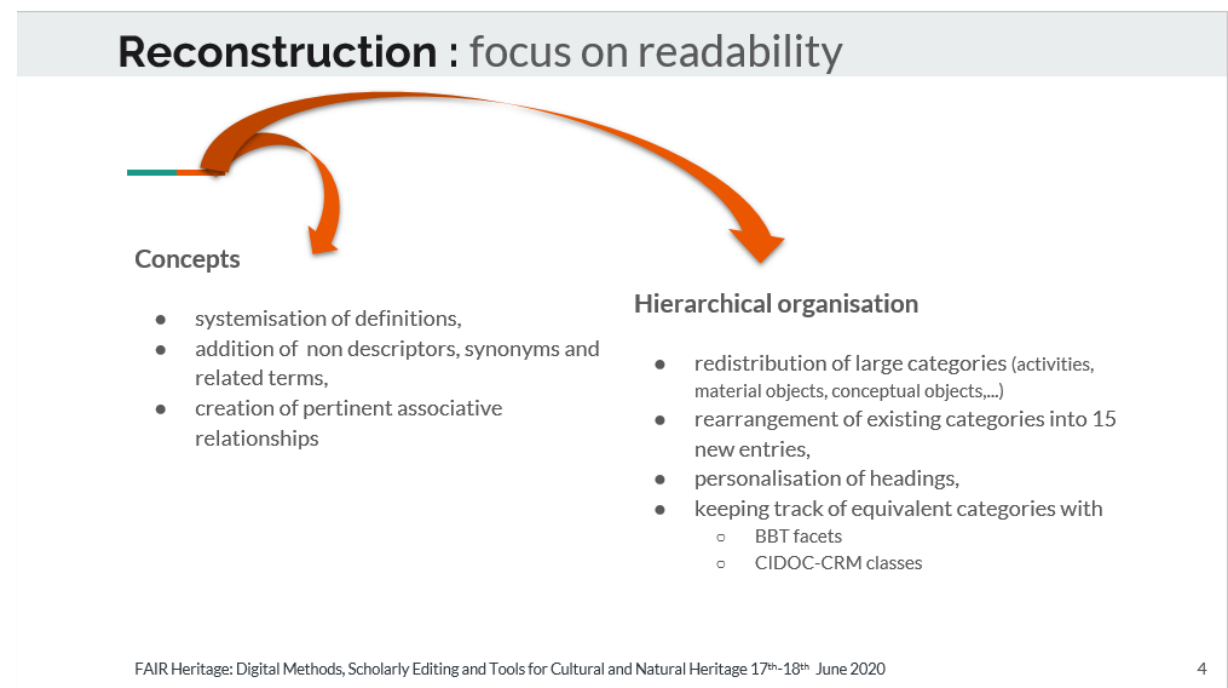 Reconstruction : focus on readability
Concepts
● systemisation of definitions,
● addition of non descriptors, synonyms and
related terms,
● creation of pertinent associative
relationships
Hierarchical organisation
● redistribution of large categories (activities,
material objects, conceptual objects,...)
● rearrangement of existing categories into 15
new entries,
● personalisation of headings,
● keeping track of equivalent categories with
○ BBT facets
○ CIDOC-CRM classes
FAIR Heritage: Digital Methods, Scholarly Editing and Tools for Cultural and Natural Heritage 17th-18th June 2020
4